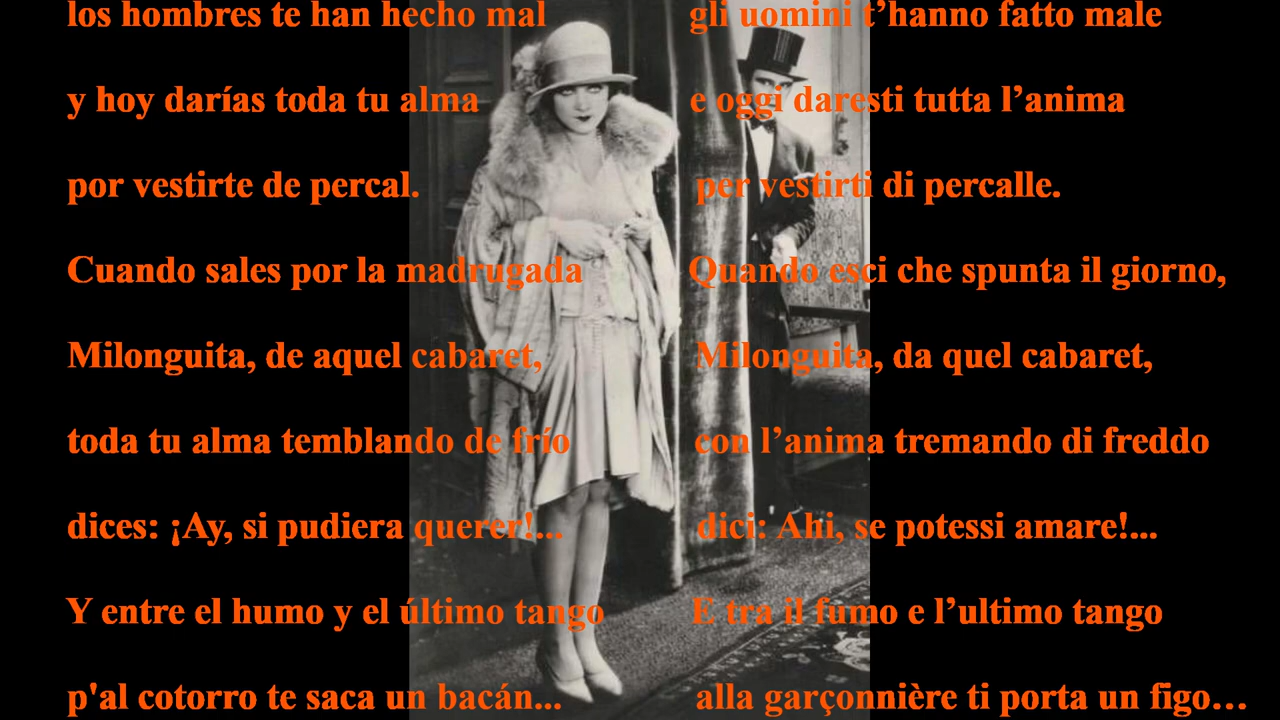 los hombres te han hecho mal
y hoy darías toda tu alma
por vestirte de percal.
Cuando sales por la madrugada
Milonguita, de aquel cabaret,
toda tu alma temblando de frío
dices: ¡Ay, si pudiera querer!...
Y entre el humo y el último tango
p'al cotorro te saca un bacán...
gli uomini t’hanno fatto male
e oggi daresti tutta l’anima
per vestirti di percalle.
Quando esci che spunta il giorno,
Milonguita, da quel cabaret,
con l’anima tremando di freddo
dici: Ahi, se potessi amare!...
E tra il fumo e l’ultimo tango
alla garçonnière ti porta un figo…